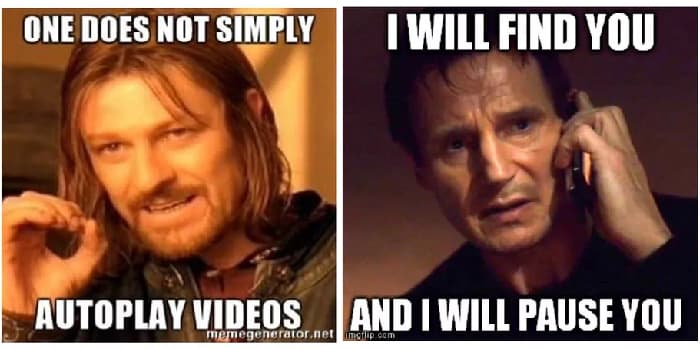 ONE DOES NOT SIMPLY
AUTOPLAY VIDEOS
memegenerator.net
I WILL FIND YOU
AND I WILL PAUSE YOU
imgflip.com